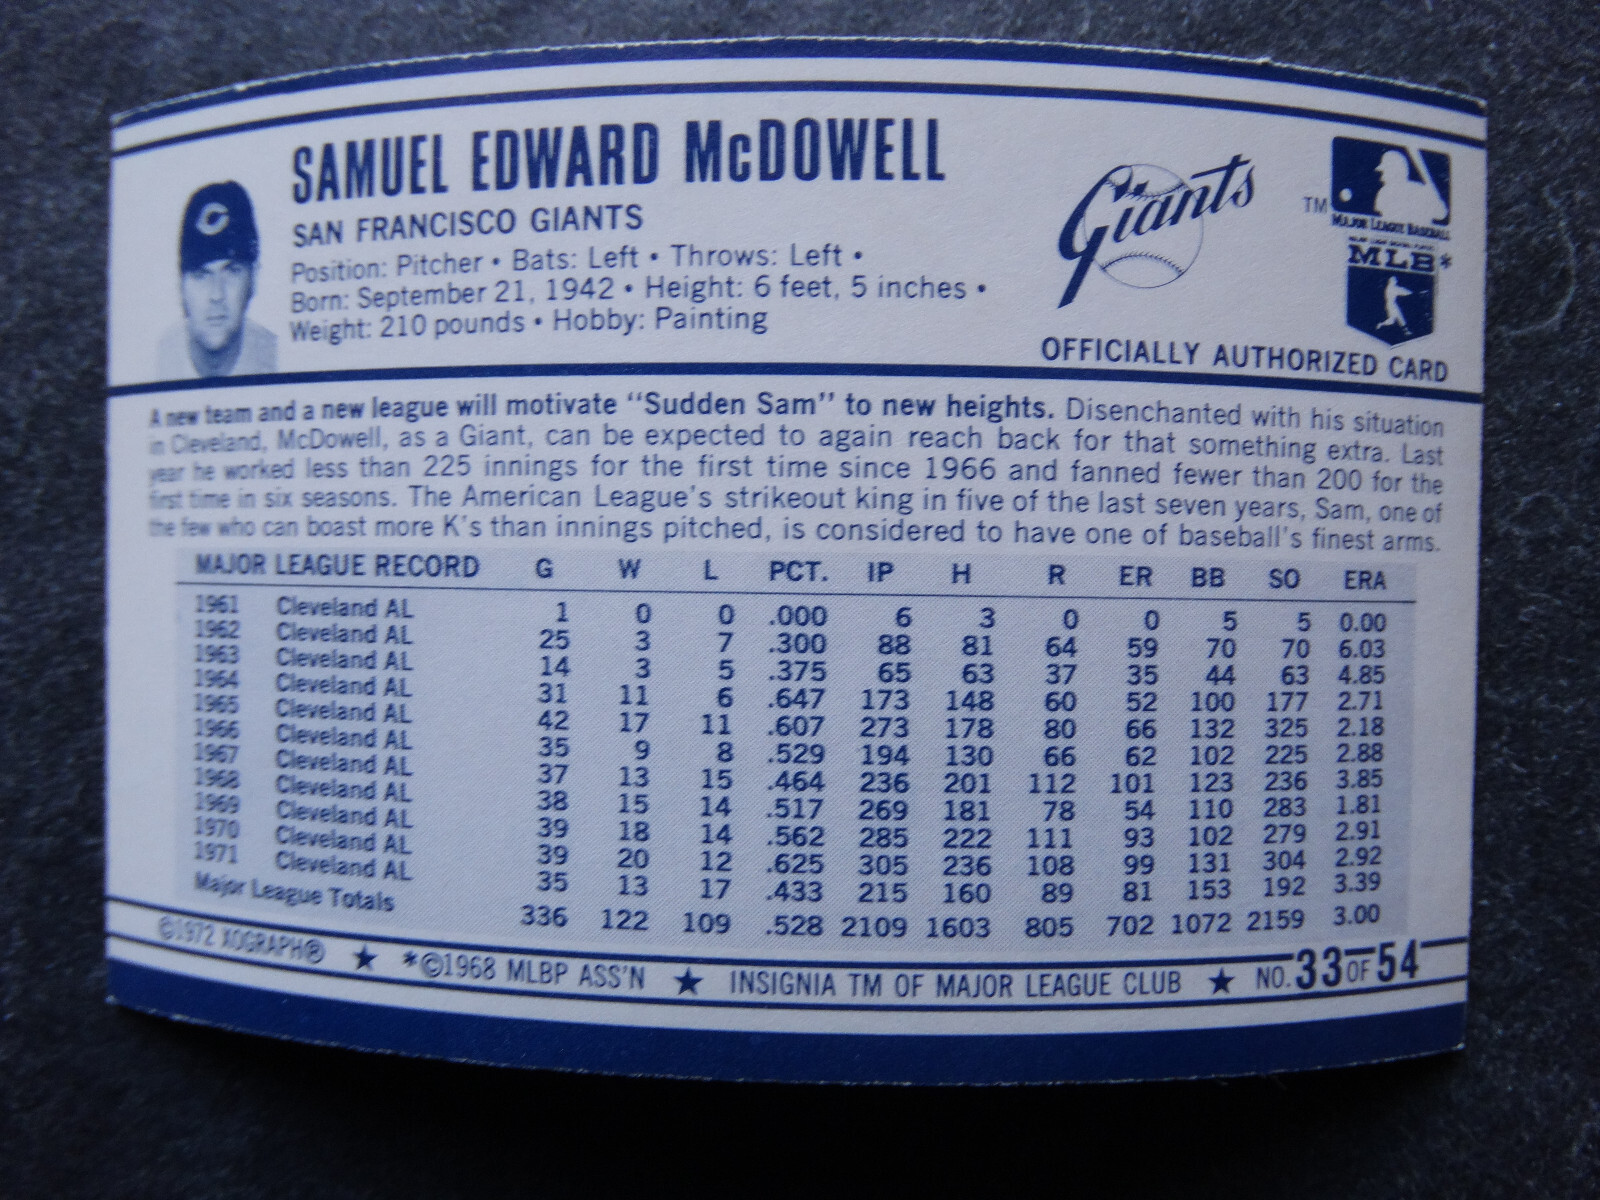 SAMUEL EDWARD McDOWELL
SAN FRANCISCO GIANTS
Position: Pitcher • Bats: Left • Throws: Left •
Born: September 21, 1942 • Height: 6 feet, 5 inches •
Weight: 210 pounds • Hobby: Painting
C
Giants
TM
MAJOR LEAGUE BASEBALL
MLB*
OFFICIALLY AUTHORIZED CARD
A new team and a new league will motivate "Sudden Sam" to new heights. Disenchanted with his situation
in Cleveland, McDowell, as a Giant, can be expected to again reach back for that something extra. Last
year he worked less than 225 innings for the first time since 1966 and fanned fewer than 200 for the
first time in six seasons. The American League's strikeout king in five of the last seven years, Sam, one of
the few who can boast more K's than innings pitched, is considered to have one of baseball's finest arms.
MAJOR LEAGUE RECORD G W L PCT. IP H R ER BB SO ERA
1961 Cleveland AL 1 0 0 .000 6 3 0 0 5 5 0.00
1962 Cleveland AL 25 3 7 .300 88 81 64 59 70 70 6.03
1963 Cleveland AL 14 3 5 .375 65 63 37 35 44 63 4.85
1964 Cleveland AL 31 11 6 .647 173 148 60 52 100 177 2.71
1965 Cleveland AL 42 17 11 .607 273 178 80 66 132 325 2.18
1966 Cleveland AL 35 9 8 .529 194 130 66 62 102 225 2.88
1967 Cleveland AL 37 13 15 .464 236 201 112 101 123 236 3.85
1968 Cleveland AL 38 15 14 .517 269 181 78 54 110 283 1.81
1969 Cleveland AL 39 18 14 .562 285 222 111 93 102 279 2.91
1970 Cleveland AL 39 20 12 .625 305 236 108 99 131 304 2.92
1971 Cleveland AL 35 13 17 .433 215 160 89 81 153 192 3.39
Major League Totals 336 122 109 .528 2109 1603 805 702 1072 2159 3.00
©1972 XOGRAPH® ★ *©1968 MLBP ASS'N ★ INSIGNIA TM OF MAJOR LEAGUE CLUB ★ NO. 33 OF 54